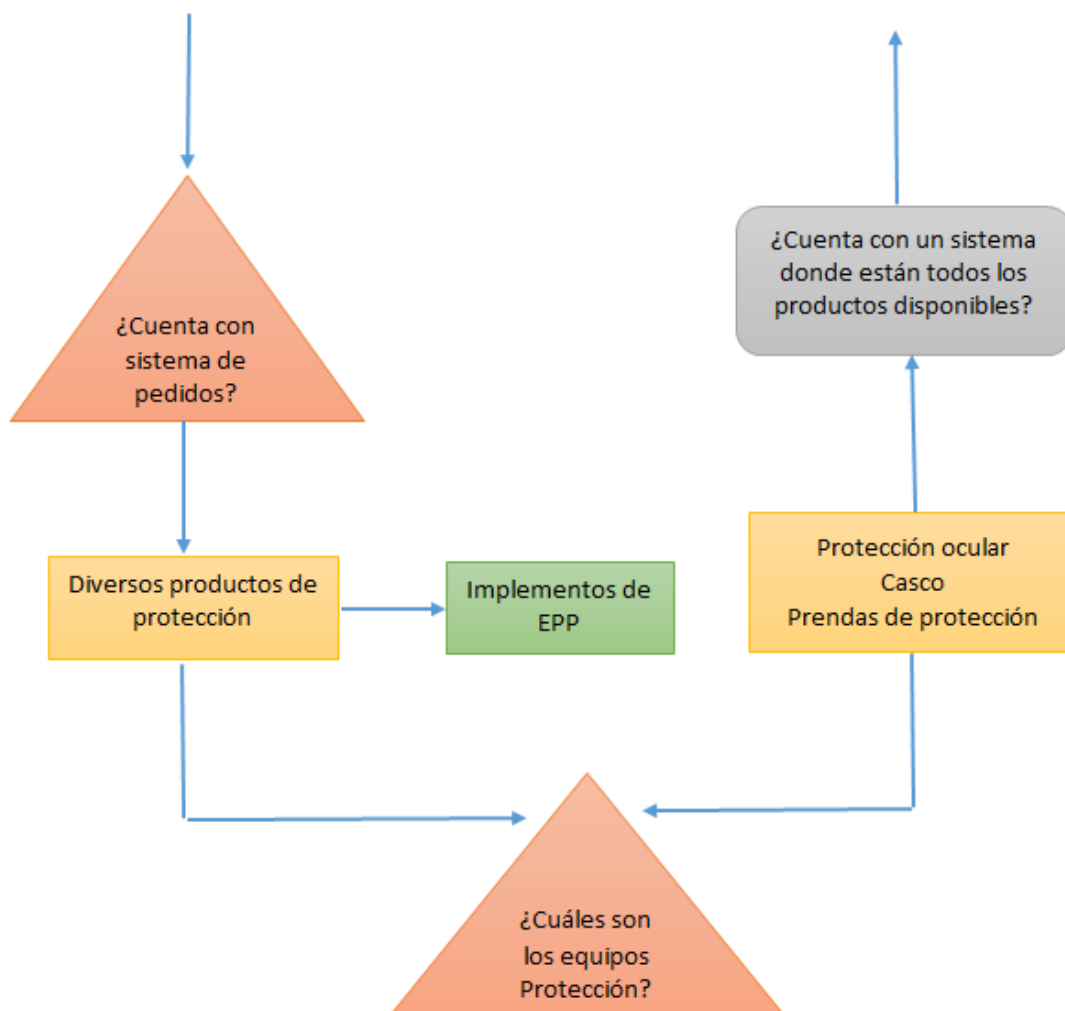 ¿Cuenta con
sistema de
pedidos?
¿Cuenta con un sistema
donde están todos los
productos disponibles?
Diversos productos de
protección
Implementos de
EPP
Protección ocular
Casco
Prendas de protección
¿Cuáles son
los equipos
Protección?